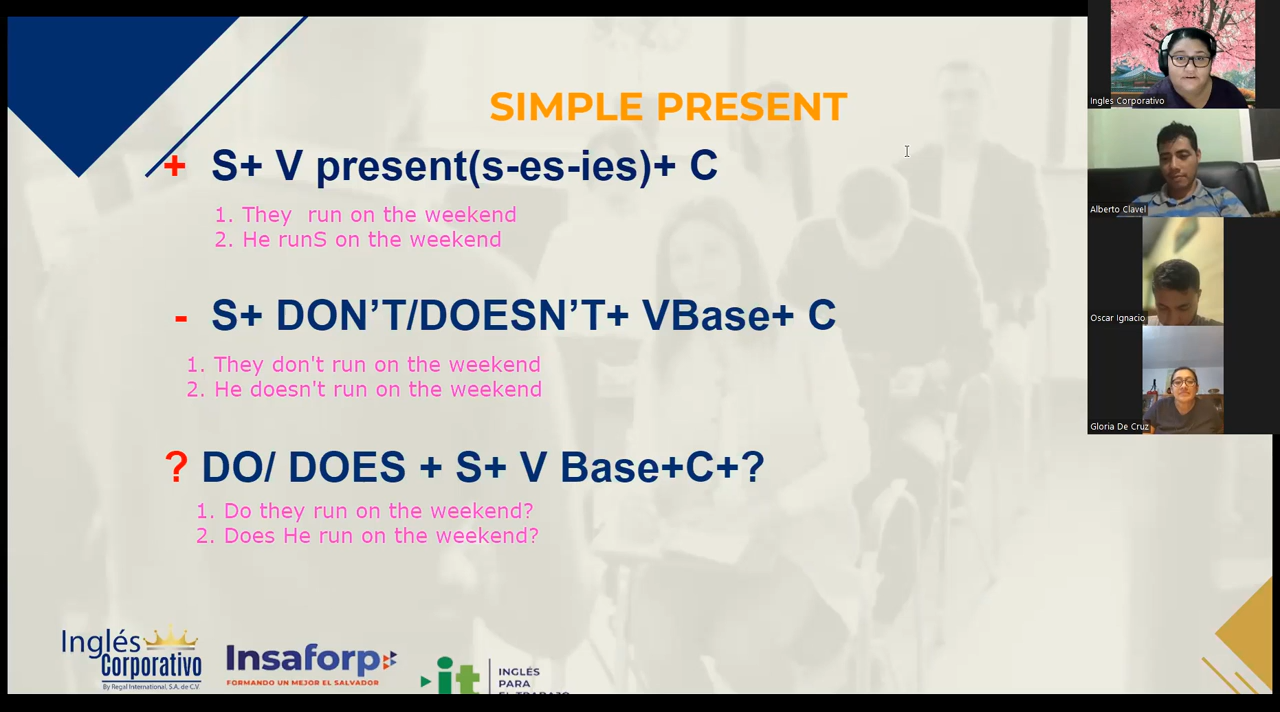 SIMPLE PRESENT
+ S+ V present(s-es-ies)+ C
1. They run on the weekend
2. He runS on the weekend
- S+ DON'T/DOESN'T+ VBase+ C
1. They don't run on the weekend
2. He doesn't run on the weekend
? DO/ DOES + S+ V Base+C+?
1. Do they run on the weekend?
2. Does He run on the weekend?
Inglés
Corporativo
By Regal International, S.A. de C.V.
Insaforp
FORMANDO UN MEJOR EL SALVADOR
it
INGLÉS
PARA
EL TRABAJO
Ingles Corporativo
Alberto Clavel
Oscar Ignacio
Gloria De Cruz